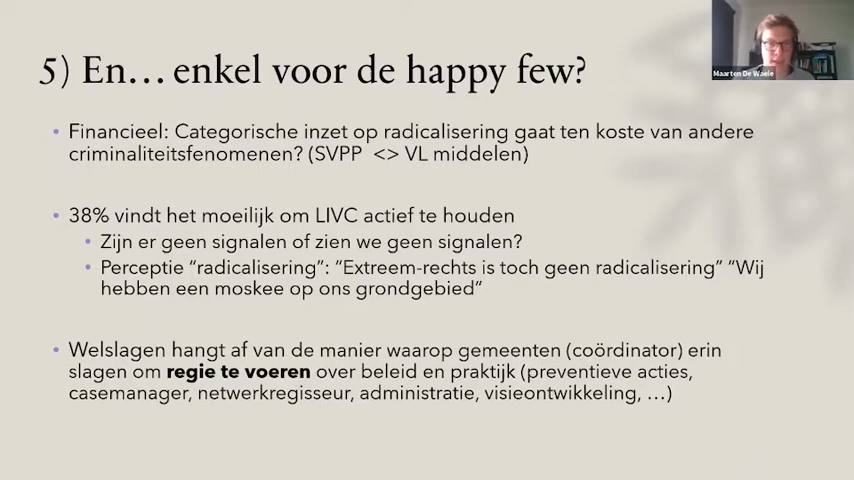 5) En... enkel voor de happy few?
Maarten De Waele
• Financieel: Categorische inzet op radicalisering gaat ten koste van andere
criminaliteitsfenomenen? (SVPP <> VL middelen)
• 38% vindt het moeilijk om LIVC actief te houden
• Zijn er geen signalen of zien we geen signalen?
• Perceptie “radicalisering”: “Extreem-rechts is toch geen radicalisering” “Wij
hebben een moskee op ons grondgebied”
• Welslagen hangt af van de manier waarop gemeenten (coördinator) erin
slagen om regie te voeren over beleid en praktijk (preventieve acties,
casemanager, netwerkregisseur, administratie, visieontwikkeling, …)